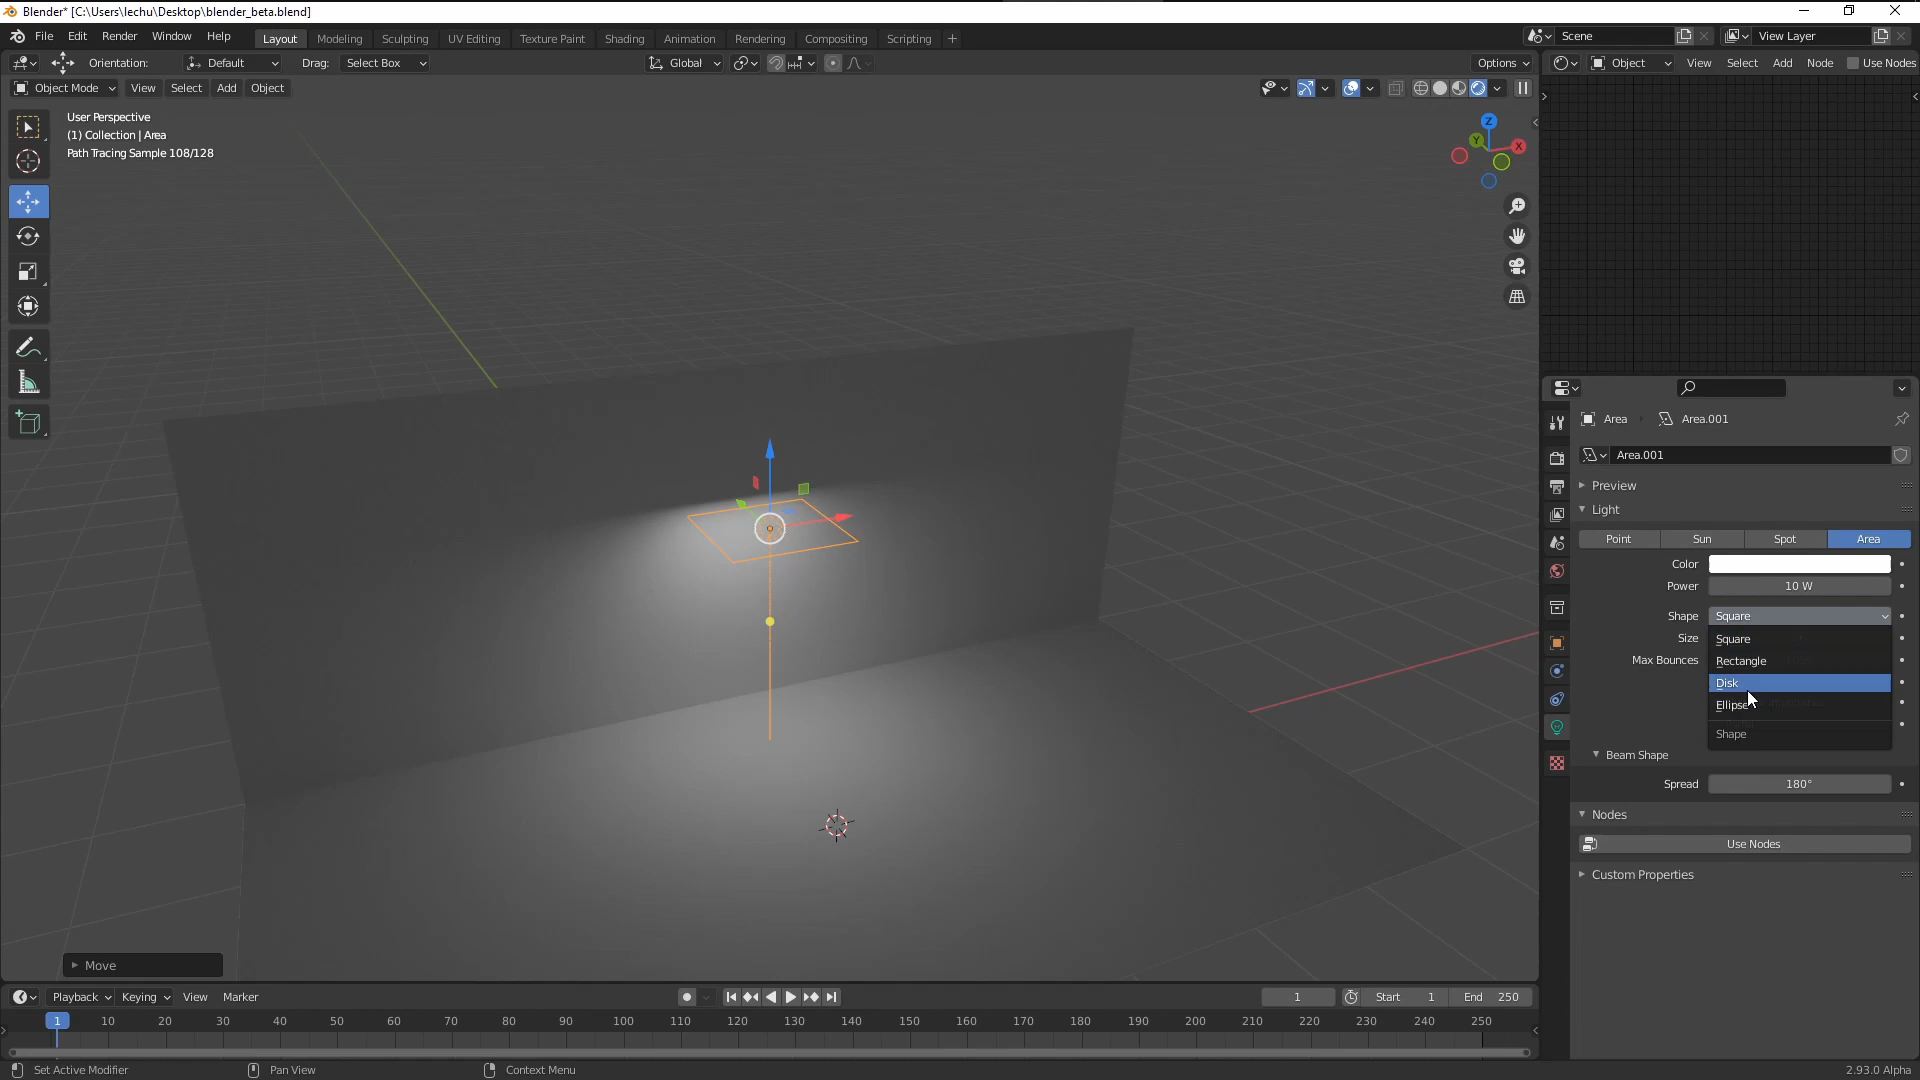 Blender* [C:\Users\lechu\Desktop\blender_beta.blend]
File Edit Render Window Help Layout Modeling Sculpting UV Editing Texture Paint Shading Animation Rendering Compositing Scripting Scene View Layer
Orientation: Default Drag: Select Box Global Options Object View Select Add Node Use Nodes
Object Mode View Select Add Object
User Perspective
(1) Collection | Area
Path Tracing Sample 108/128
Z
Y
X
Area Area.001
Area.001
Preview
Light
Point Sun Spot Area
Color
Power 10 W
Shape Square
Size Square
Max Bounces Rectangle
Disk
Ellipse
Shape
Beam Shape
Spread 180°
Nodes
Use Nodes
Custom Properties
Move
Playback Keying View Marker 1 Start 1 End 250
1 10 20 30 40 50 60 70 80 90 100 110 120 130 140 150 160 170 180 190 200 210 220 230 240 250
Set Active Modifier Pan View Context Menu 2.93.0 Alpha